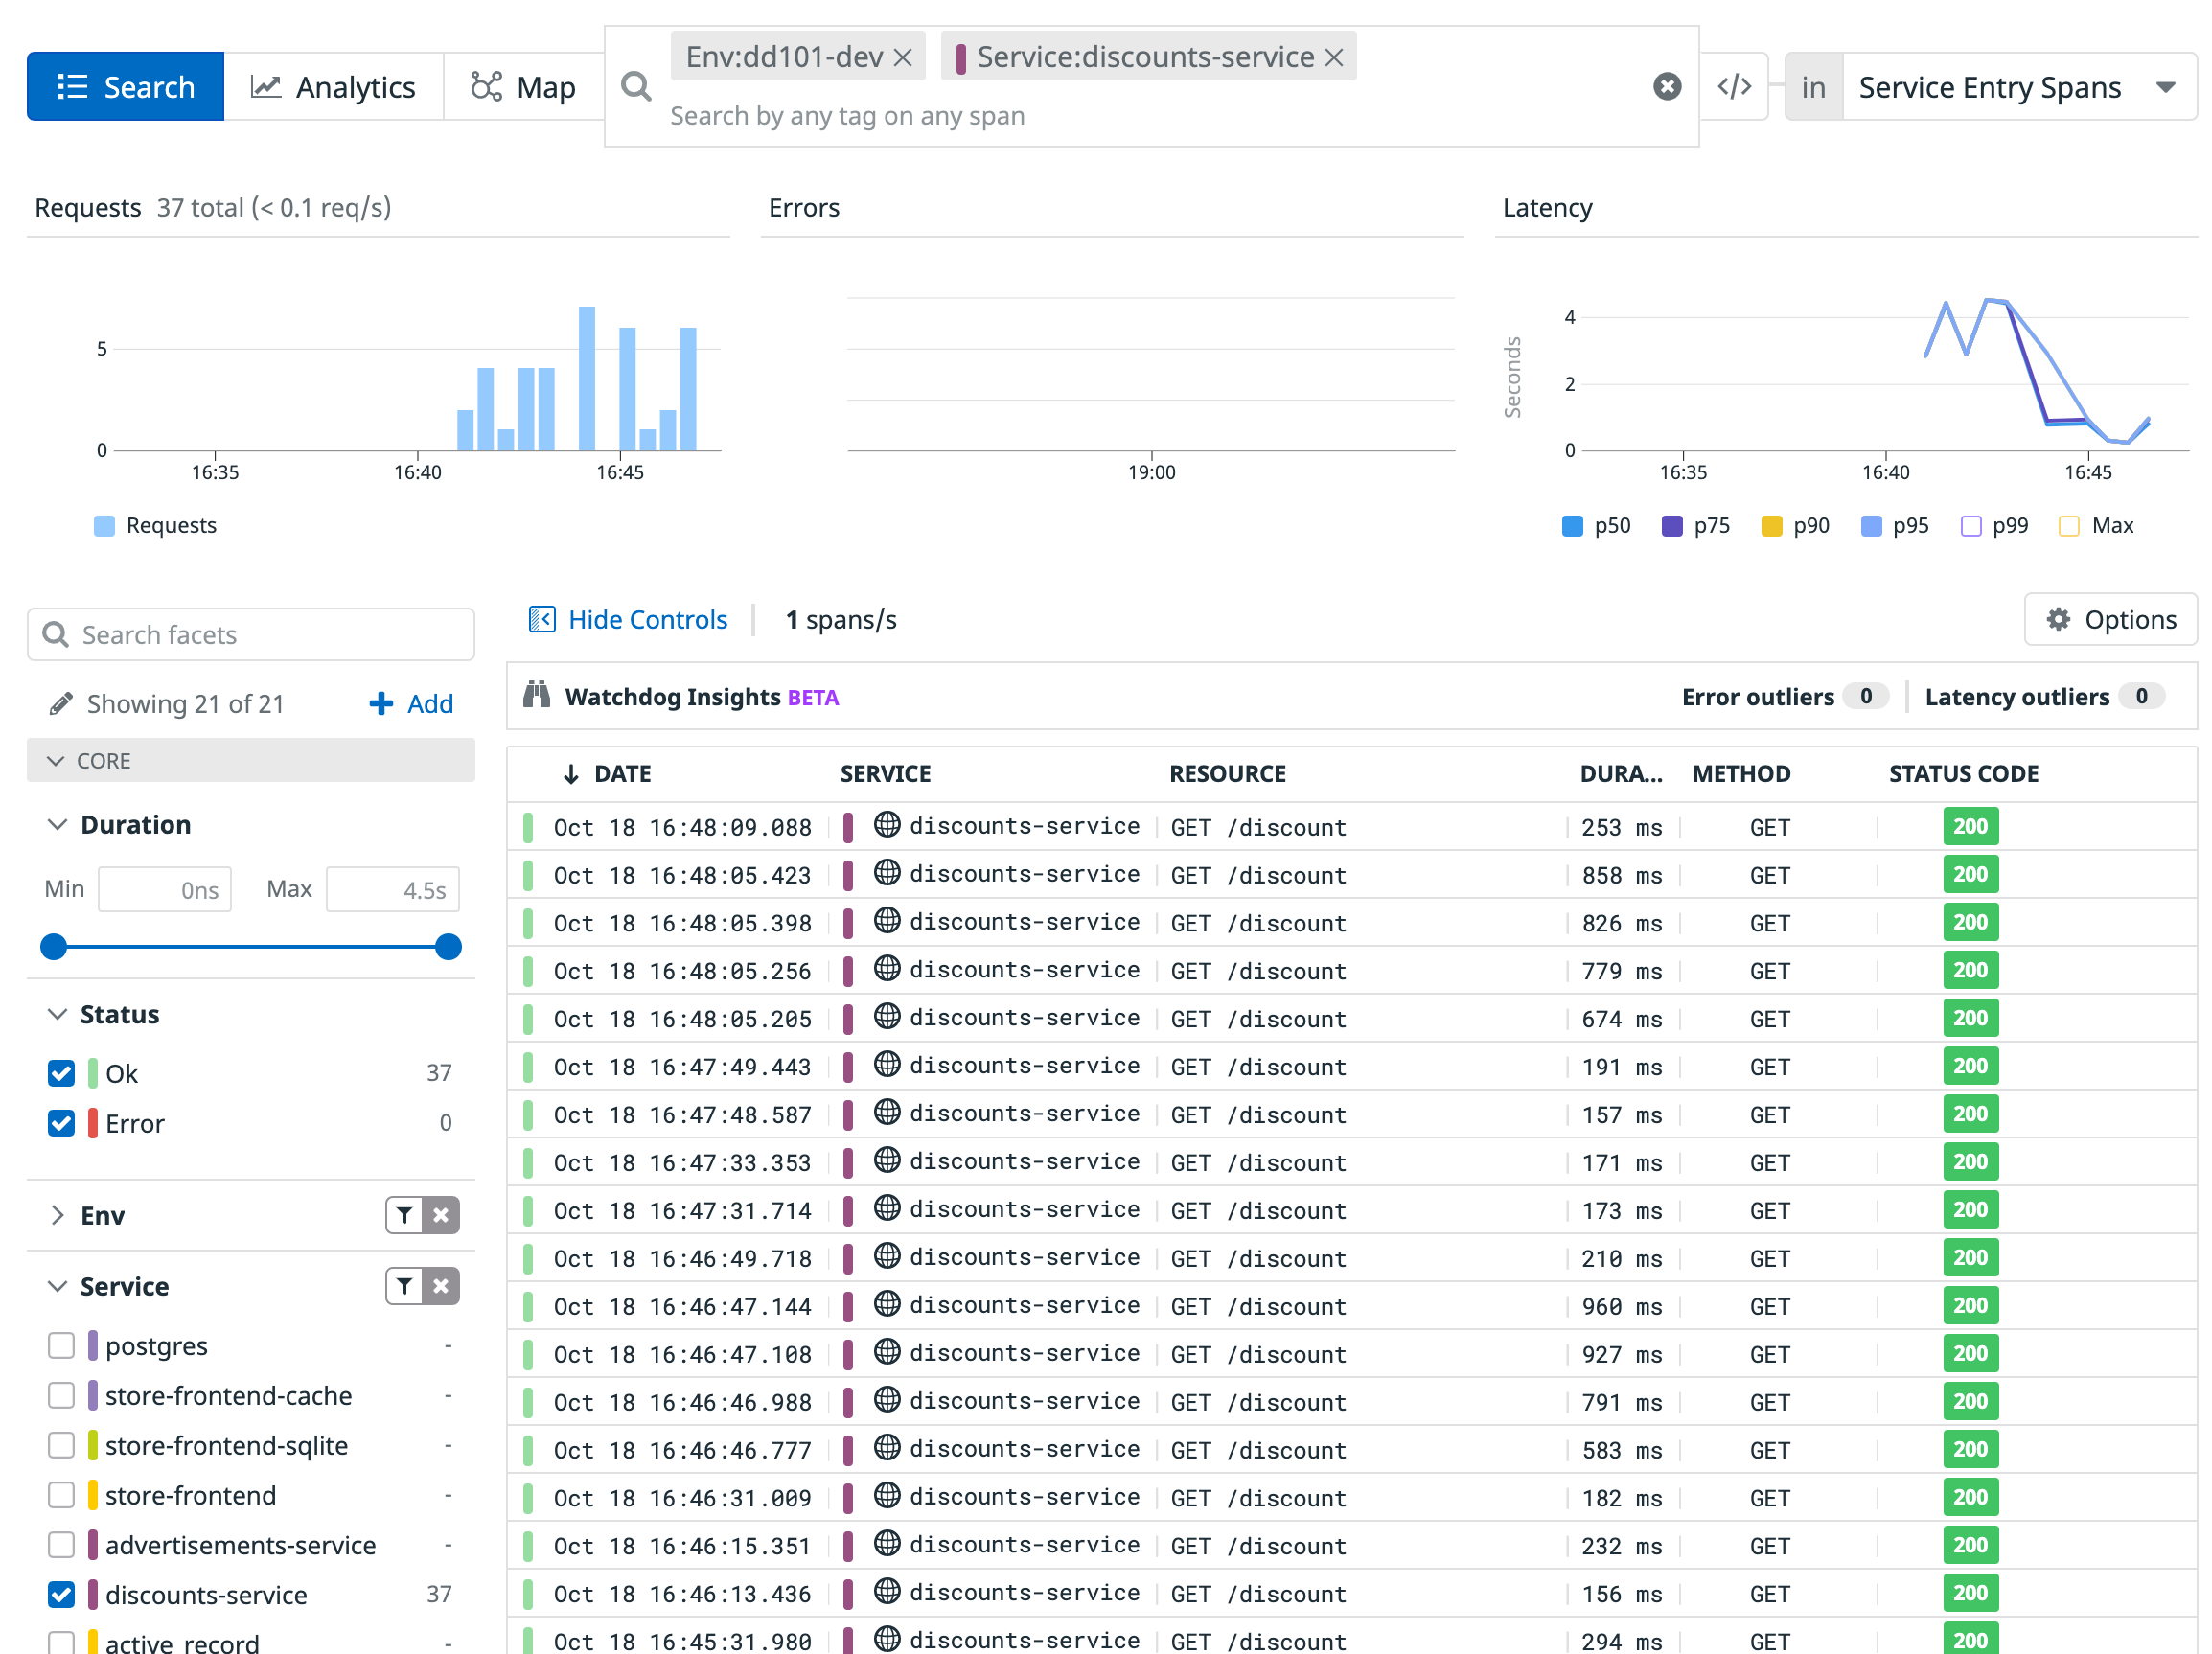 Search
Analytics
Map
Env:dd101-dev
Service:discounts-service
Search by any tag on any span
</>
in
Service Entry Spans
Requests 37 total (< 0.1 req/s)
5
0
16:35 16:40 16:45
Requests
Errors
19:00
Latency
Seconds
4
2
0
16:35 16:40 16:45
p50 p75 p90 p95 p99 Max
Search facets
Showing 21 of 21
Add
CORE
Duration
Min 0ns Max 4.5s
Status
Ok 37
Error 0
Env
Service
postgres -
store-frontend-cache -
store-frontend-sqlite -
store-frontend -
advertisements-service -
discounts-service 37
active_record -
Hide Controls
1 spans/s
Options
Watchdog Insights BETA
Error outliers 0
Latency outliers 0
DATE SERVICE RESOURCE DURA... METHOD STATUS CODE
Oct 18 16:48:09.088 discounts-service GET /discount 253 ms GET 200
Oct 18 16:48:05.423 discounts-service GET /discount 858 ms GET 200
Oct 18 16:48:05.398 discounts-service GET /discount 826 ms GET 200
Oct 18 16:48:05.256 discounts-service GET /discount 779 ms GET 200
Oct 18 16:48:05.205 discounts-service GET /discount 674 ms GET 200
Oct 18 16:47:49.443 discounts-service GET /discount 191 ms GET 200
Oct 18 16:47:48.587 discounts-service GET /discount 157 ms GET 200
Oct 18 16:47:33.353 discounts-service GET /discount 171 ms GET 200
Oct 18 16:47:31.714 discounts-service GET /discount 173 ms GET 200
Oct 18 16:46:49.718 discounts-service GET /discount 210 ms GET 200
Oct 18 16:46:47.144 discounts-service GET /discount 960 ms GET 200
Oct 18 16:46:47.108 discounts-service GET /discount 927 ms GET 200
Oct 18 16:46:46.988 discounts-service GET /discount 791 ms GET 200
Oct 18 16:46:46.777 discounts-service GET /discount 583 ms GET 200
Oct 18 16:46:31.009 discounts-service GET /discount 182 ms GET 200
Oct 18 16:46:15.351 discounts-service GET /discount 232 ms GET 200
Oct 18 16:46:13.436 discounts-service GET /discount 156 ms GET 200
Oct 18 16:45:31.980 discounts-service GET /discount 294 ms GET 200